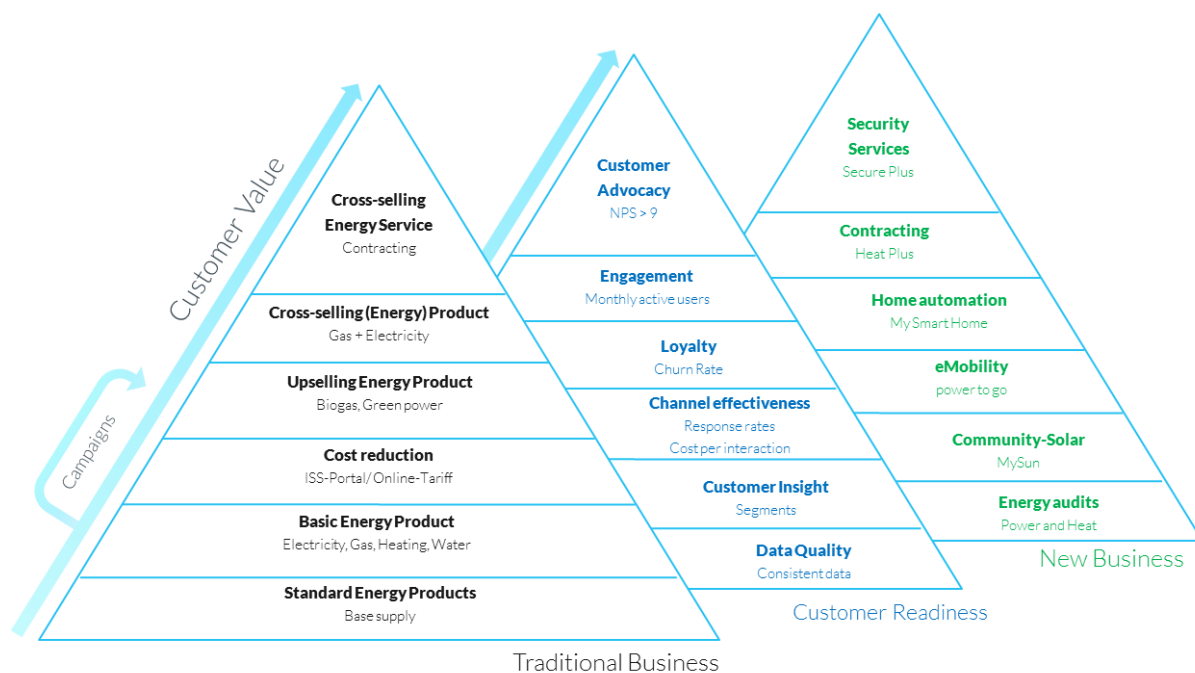 Customer Value
Campaigns
Cross-selling
Energy Service
Contracting
Cross-selling (Energy) Product
Gas + Electricity
Upselling Energy Product
Biogas, Green power
Cost reduction
ISS-Portal/ Online-Tariff
Basic Energy Product
Electricity, Gas, Heating, Water
Standard Energy Products
Base supply
Traditional Business
Customer
Advocacy
NPS > 9
Engagement
Monthly active users
Loyalty
Churn Rate
Channel effectiveness
Response rates
Cost per interaction
Customer Insight
Segments
Data Quality
Consistent data
Customer Readiness
Security
Services
Secure Plus
Contracting
Heat Plus
Home automation
My Smart Home
eMobility
power to go
Community-Solar
MySun
Energy audits
Power and Heat
New Business